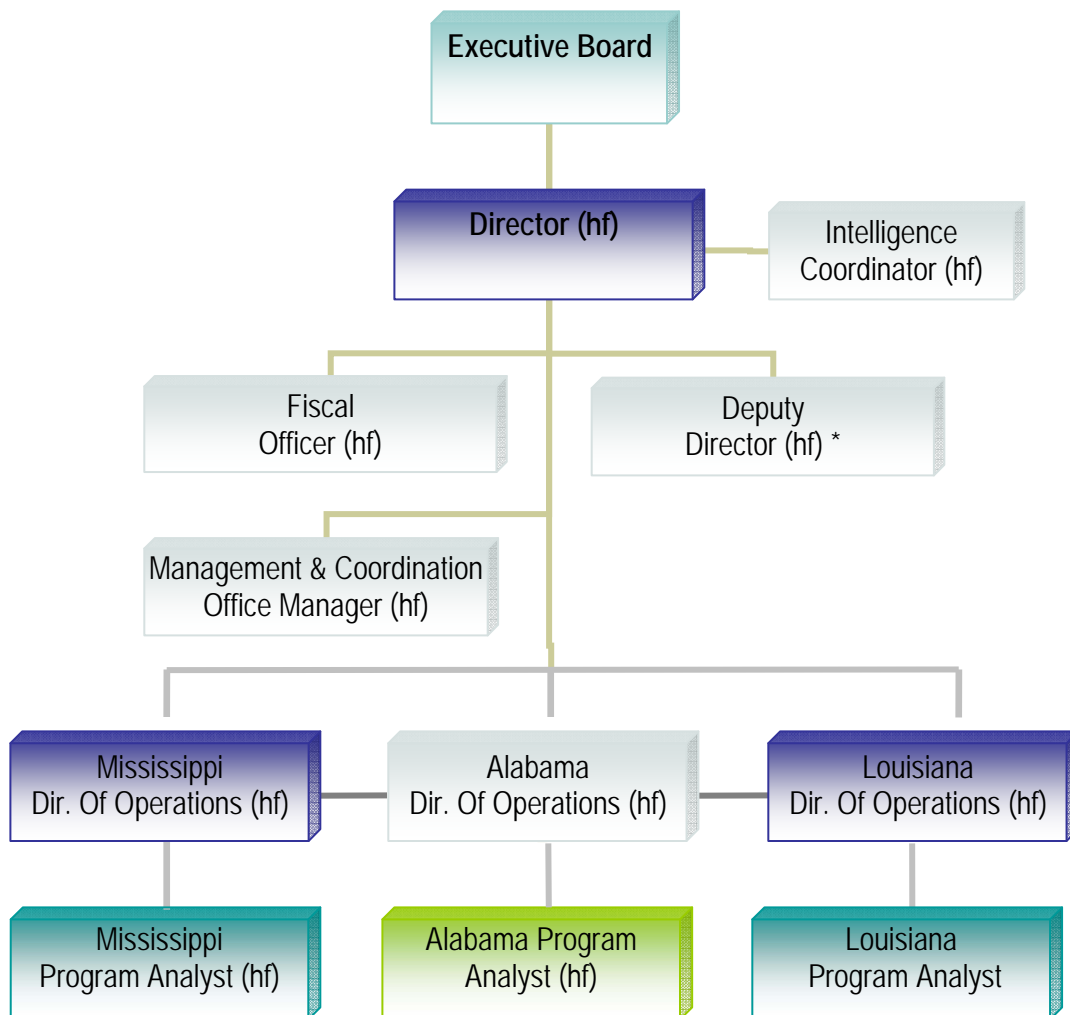 Executive Board
Director (hf)
Intelligence
Coordinator (hf)
Fiscal
Officer (hf)
Deputy
Director (hf) *
Management & Coordination
Office Manager (hf)
Mississippi
Dir. Of Operations (hf)
Alabama
Dir. Of Operations (hf)
Louisiana
Dir. Of Operations (hf)
Mississippi
Program Analyst (hf)
Alabama Program
Analyst (hf)
Louisiana
Program Analyst